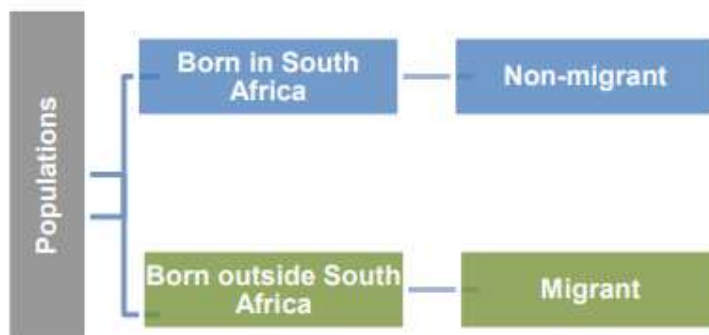 Populations
Born in South
Africa
Non-migrant
Born outside South
Africa
Migrant